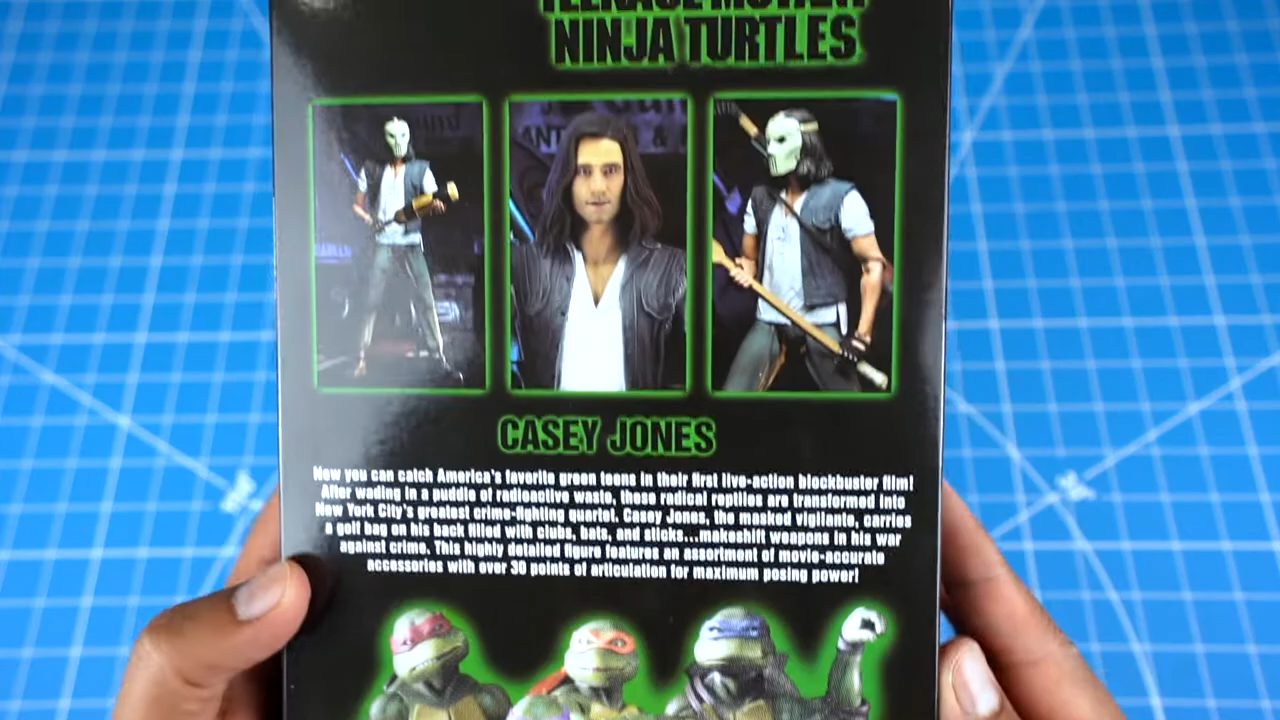 TEENAGE MUTANT
NINJA TURTLES
CASEY JONES
Now you can catch America's favorite green teens in their first live-action blockbuster film!
After wading in a puddle of radioactive waste, these radical reptiles are transformed into
New York City's greatest crime-fighting quartet. Casey Jones, the masked vigilante, carries
a golf bag on his back filled with clubs, bats, and sticks...makeshift weapons in his war
against crime. This highly detailed figure features an assortment of movie-accurate
accessories with over 30 points of articulation for maximum posing power!